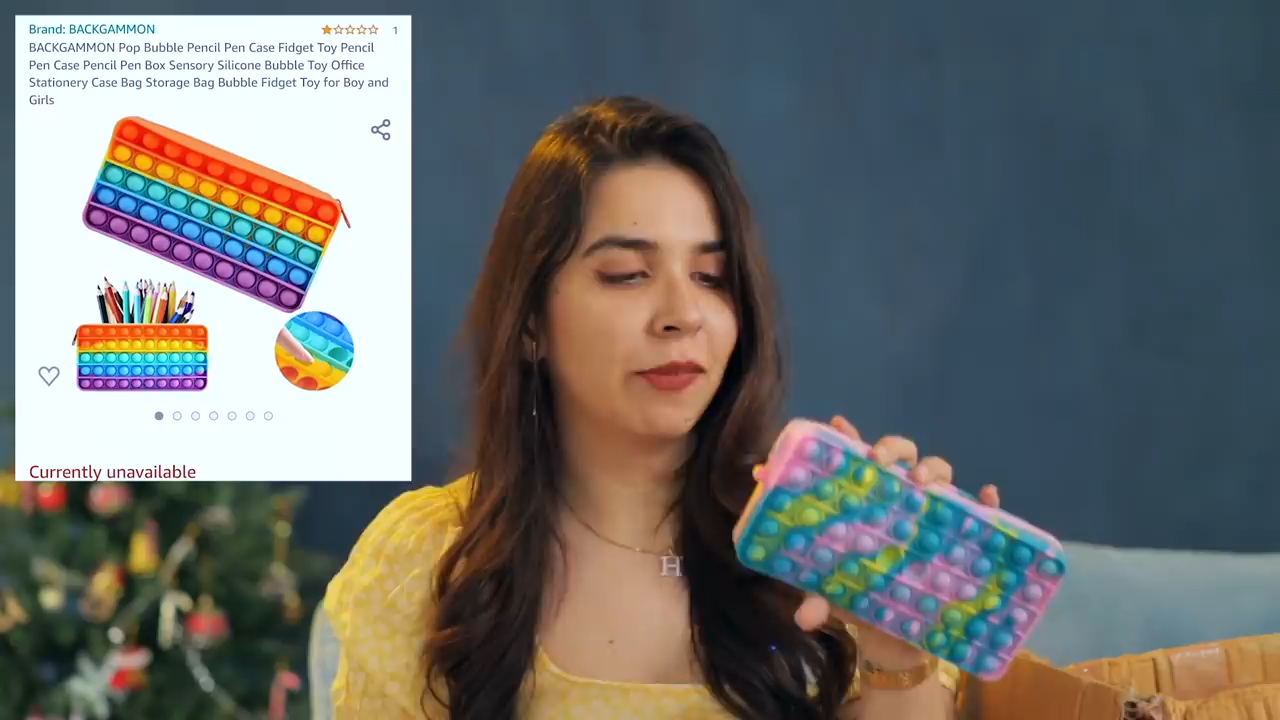 Brand: BACKGAMMON
1
BACKGAMMON Pop Bubble Pencil Pen Case Fidget Toy Pencil
Pen Case Pencil Pen Box Sensory Silicone Bubble Toy Office
Stationery Case Bag Storage Bag Bubble Fidget Toy for Boy and
Girls
Currently unavailable
H